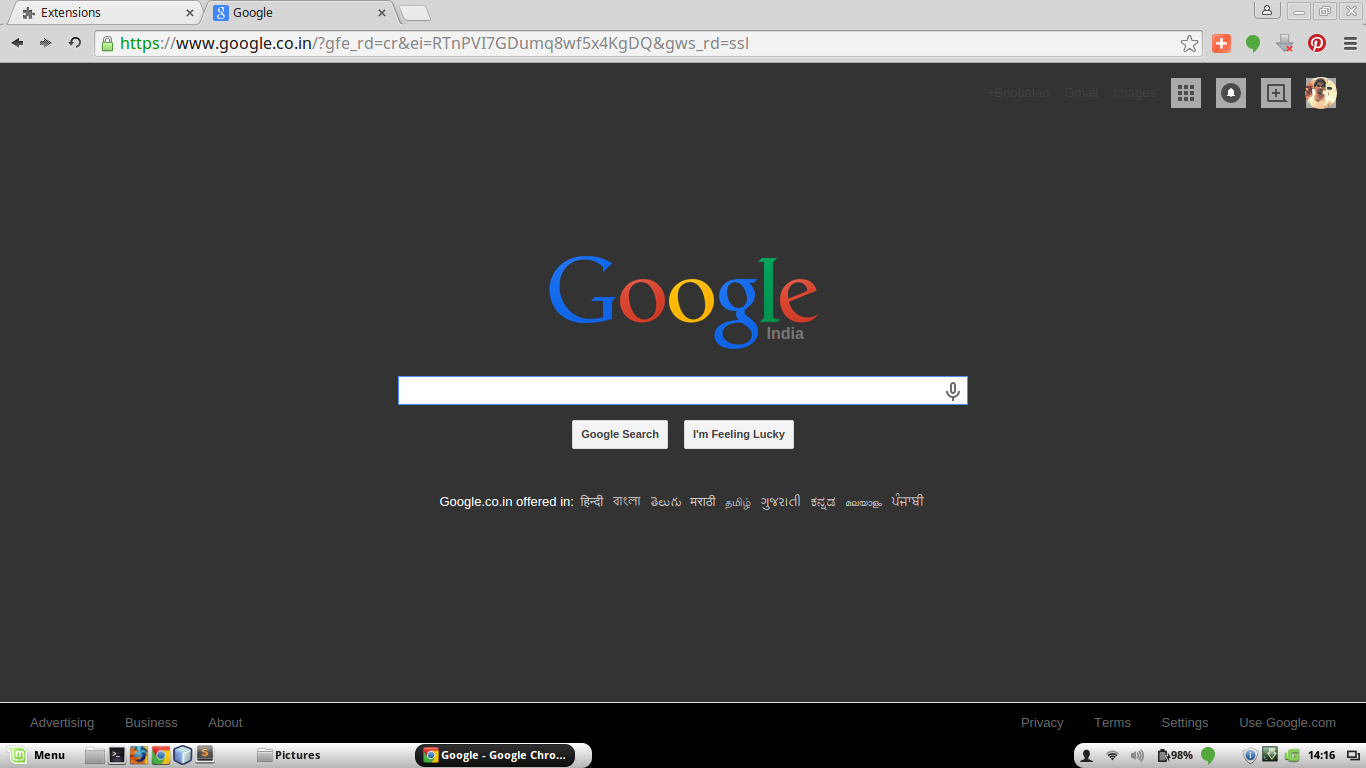 Extensions Google
https://www.google.co.in/?gfe_rd=cr&ei=RTnPVI7GDumq8wf5x4KgDQ&gws_rd=ssl
+Boobalan Gmail Images
Google
India
Google Search I'm Feeling Lucky
Google.co.in offered in: हिन्दी বাংলা తెలుగు मराठी தமிழ் ગુજરાતી ಕನ್ನಡ മലയാളം ਪੰਜਾਬੀ
Advertising Business About Privacy Terms Settings Use Google.com
Menu Pictures Google - Google Chro... 98% 14:16